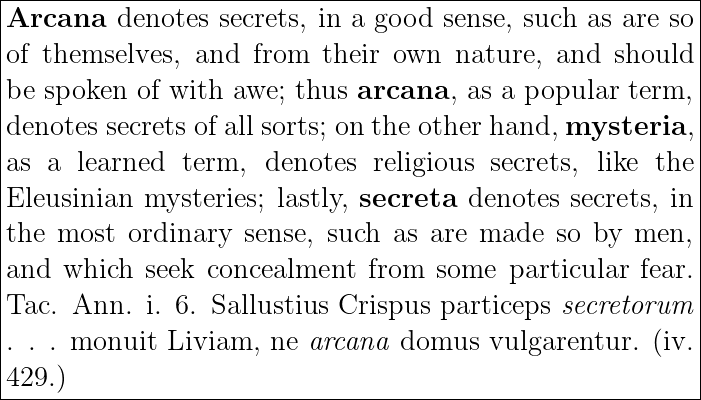 Arcana denotes secrets, in a good sense, such as are so
of themselves, and from their own nature, and should
be spoken of with awe; thus arcana, as a popular term,
denotes secrets of all sorts; on the other hand, mysteria,
as a learned term, denotes religious secrets, like the
Eleusinian mysteries; lastly, secreta denotes secrets, in
the most ordinary sense, such as are made so by men,
and which seek concealment from some particular fear.
Tac. Ann. i. 6. Sallustius Crispus particeps secretorum
. . . monuit Liviam, ne arcana domus vulgarentur. (iv.
429.)